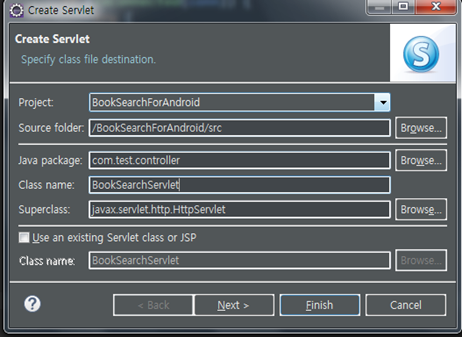 Create Servlet
Create Servlet
Specify class file destination.
S
Project: BookSearchForAndroid
Source folder: /BookSearchForAndroid/src Browse...
Java package: com.test.controller Browse...
Class name: BookSearchServlet
Superclass: javax.servlet.http.HttpServlet Browse...
Use an existing Servlet class or JSP
Class name: BookSearchServlet Browse...
? < Back Next > Finish Cancel